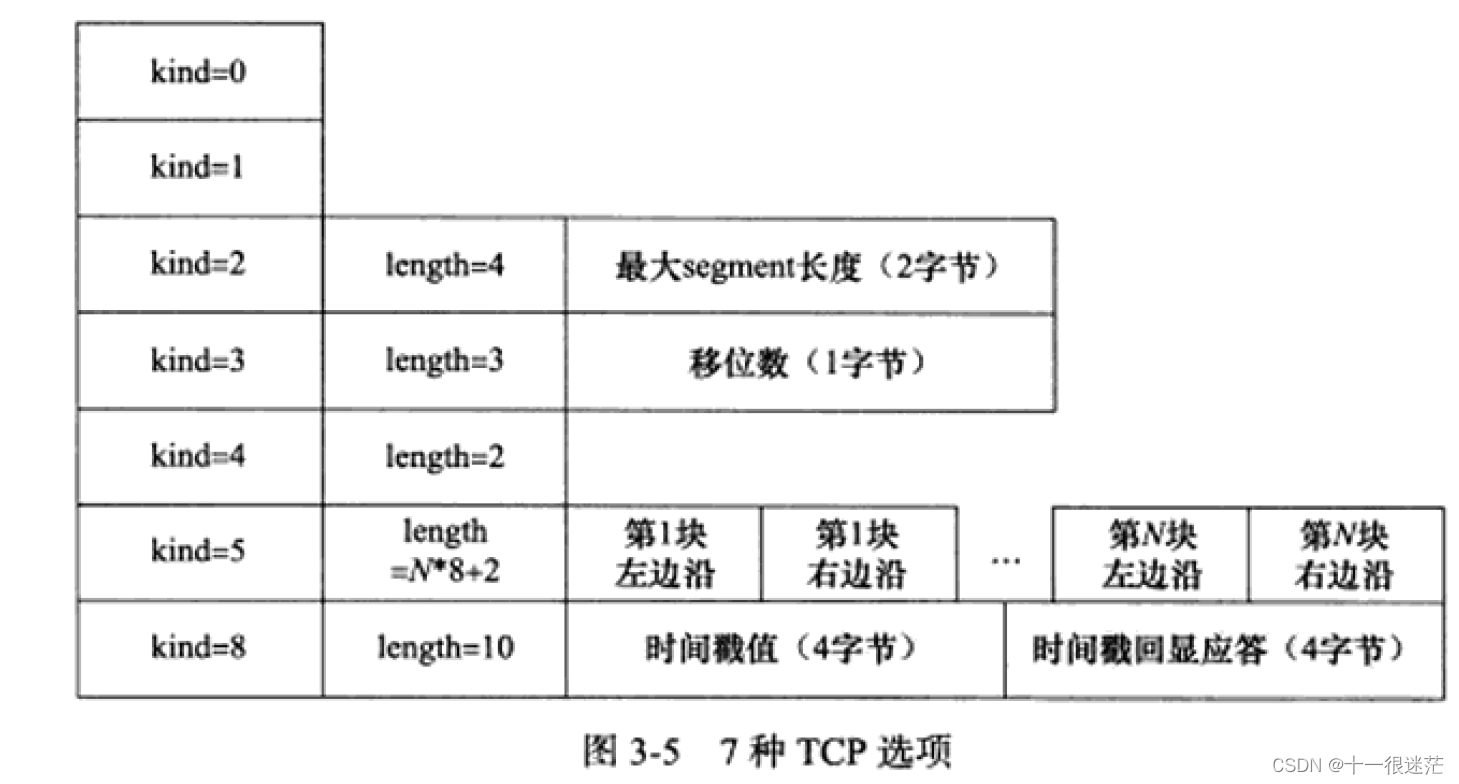 kind=0
kind=1
kind=2 length=4 最大segment长度（2字节）
kind=3 length=3 移位数（1字节）
kind=4 length=2
kind=5 length =N*8+2 第1块左边沿 第1块右边沿 … 第N块左边沿 第N块右边沿
kind=8 length=10 时间戳值（4字节） 时间戳回显应答（4字节）
图 3-5 7 种 TCP 选项
CSDN @十一很迷茫